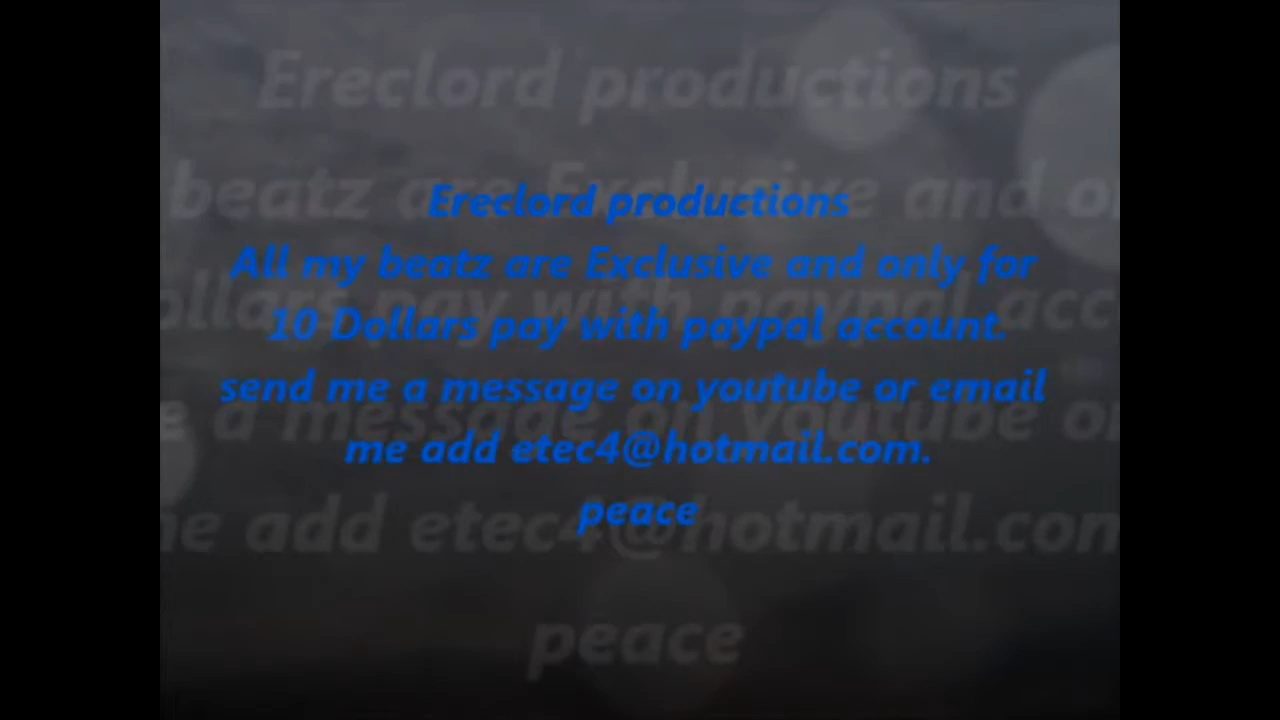 Ereclord productions
All my beatz are Exclusive and only for
10 Dollars pay with paypal account.
send me a message on youtube or email
me add etec4@hotmail.com.
peace